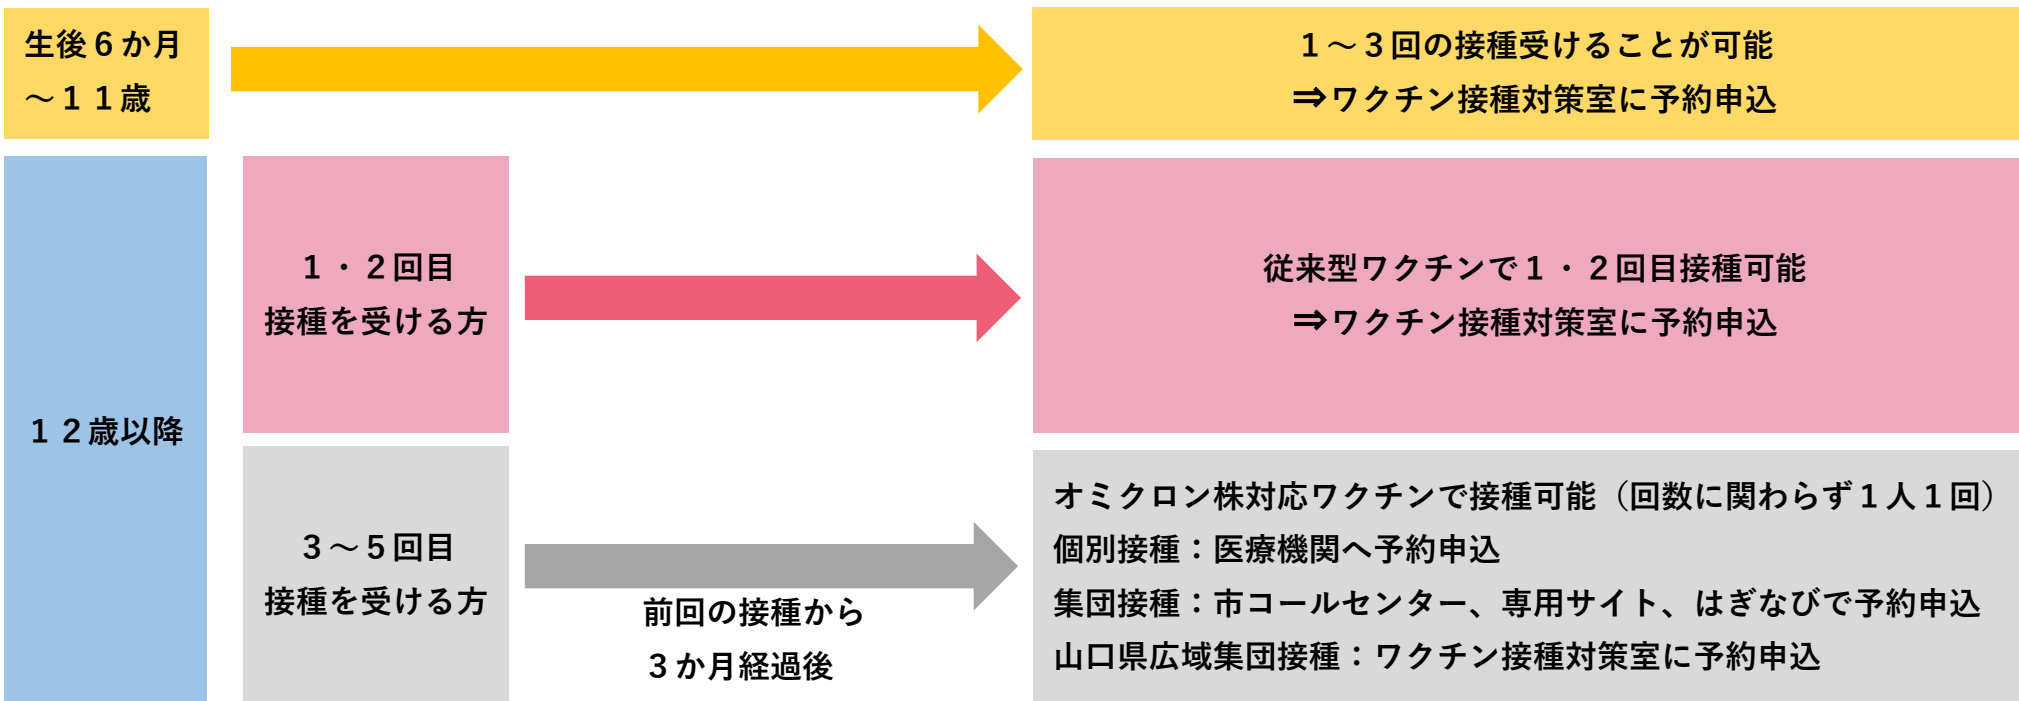 生後６か月
～１１歳
１～３回の接種受けることが可能
⇒ワクチン接種対策室に予約申込
１２歳以降
１・２回目
接種を受ける方
従来型ワクチンで１・２回目接種可能
⇒ワクチン接種対策室に予約申込
３～５回目
接種を受ける方
前回の接種から
３か月経過後
オミクロン株対応ワクチンで接種可能（回数に関わらず１人１回）
個別接種：医療機関へ予約申込
集団接種：市コールセンター、専用サイト、はぎなびで予約申込
山口県広域集団接種：ワクチン接種対策室に予約申込